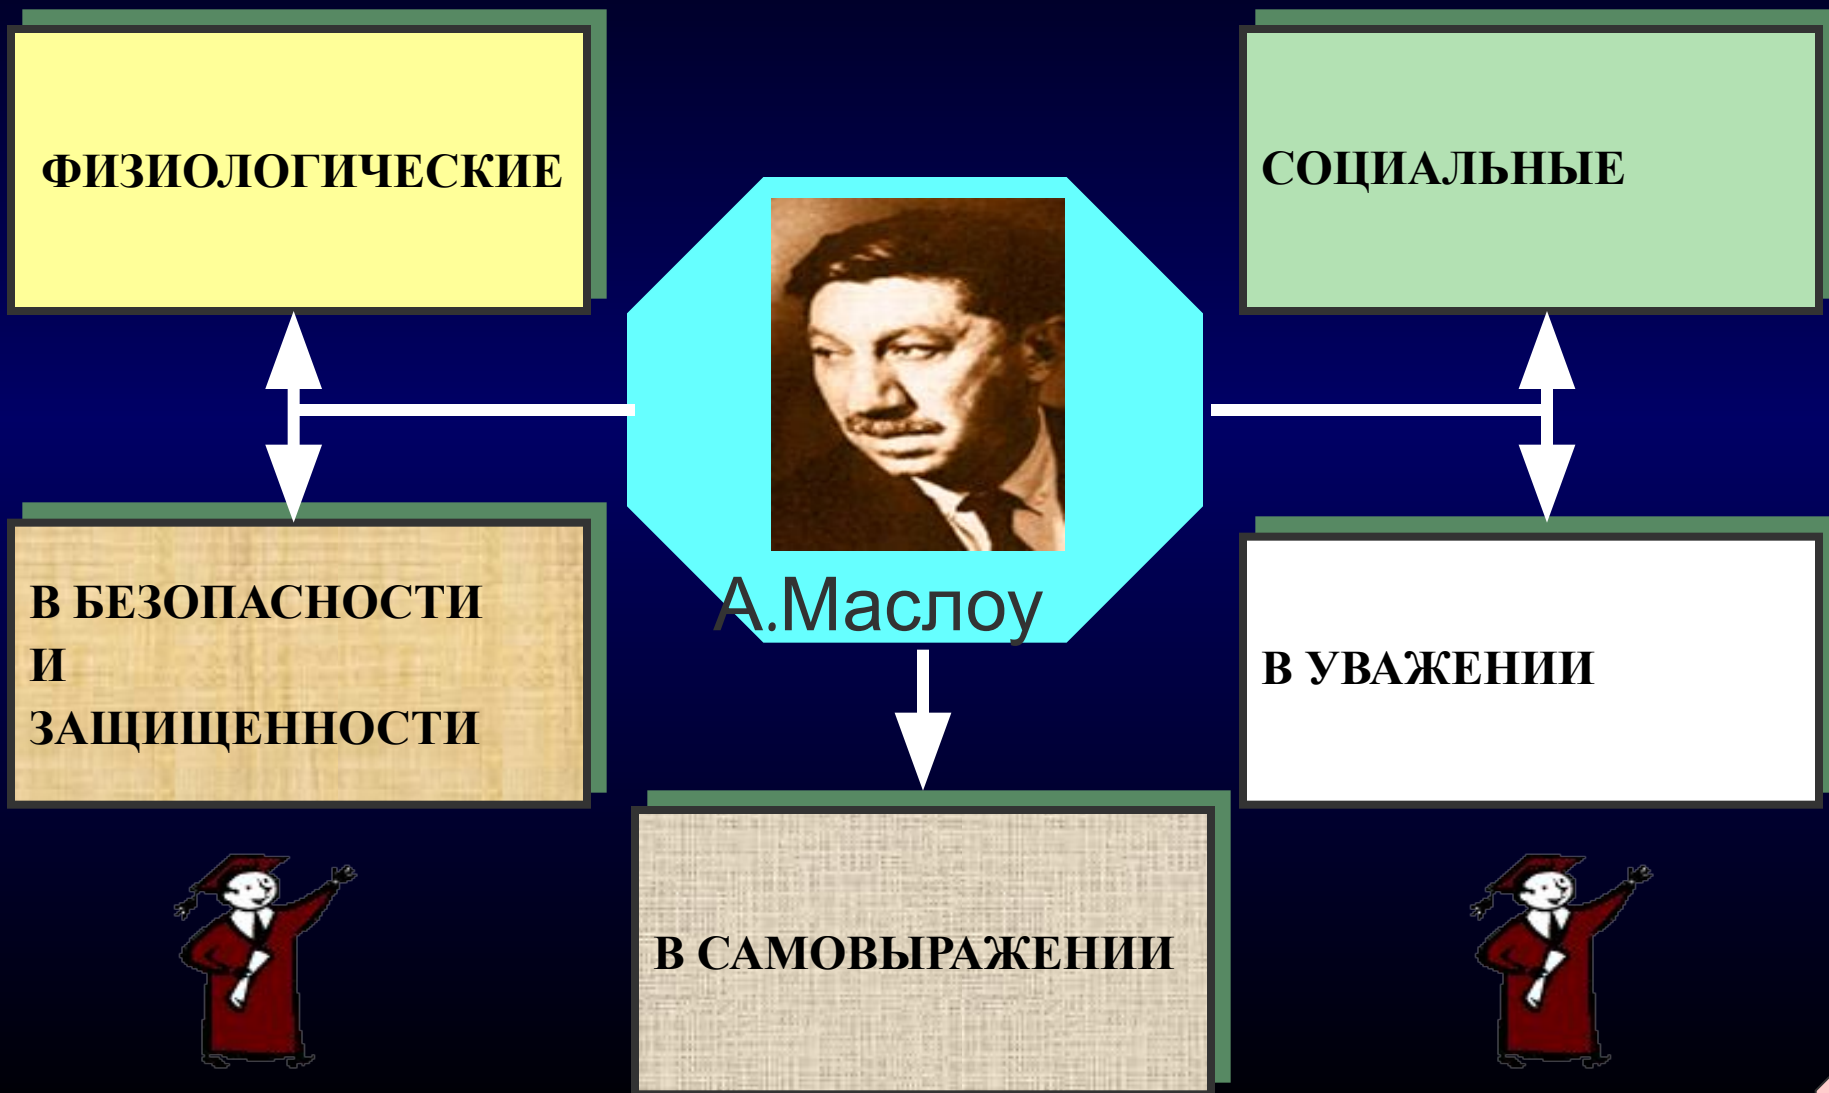 ФИЗИОЛОГИЧЕСКИЕ
СОЦИАЛЬНЫЕ
А.Маслоу
В БЕЗОПАСНОСТИ
И
ЗАЩИЩЕННОСТИ
В УВАЖЕНИИ
В САМОВЫРАЖЕНИИ